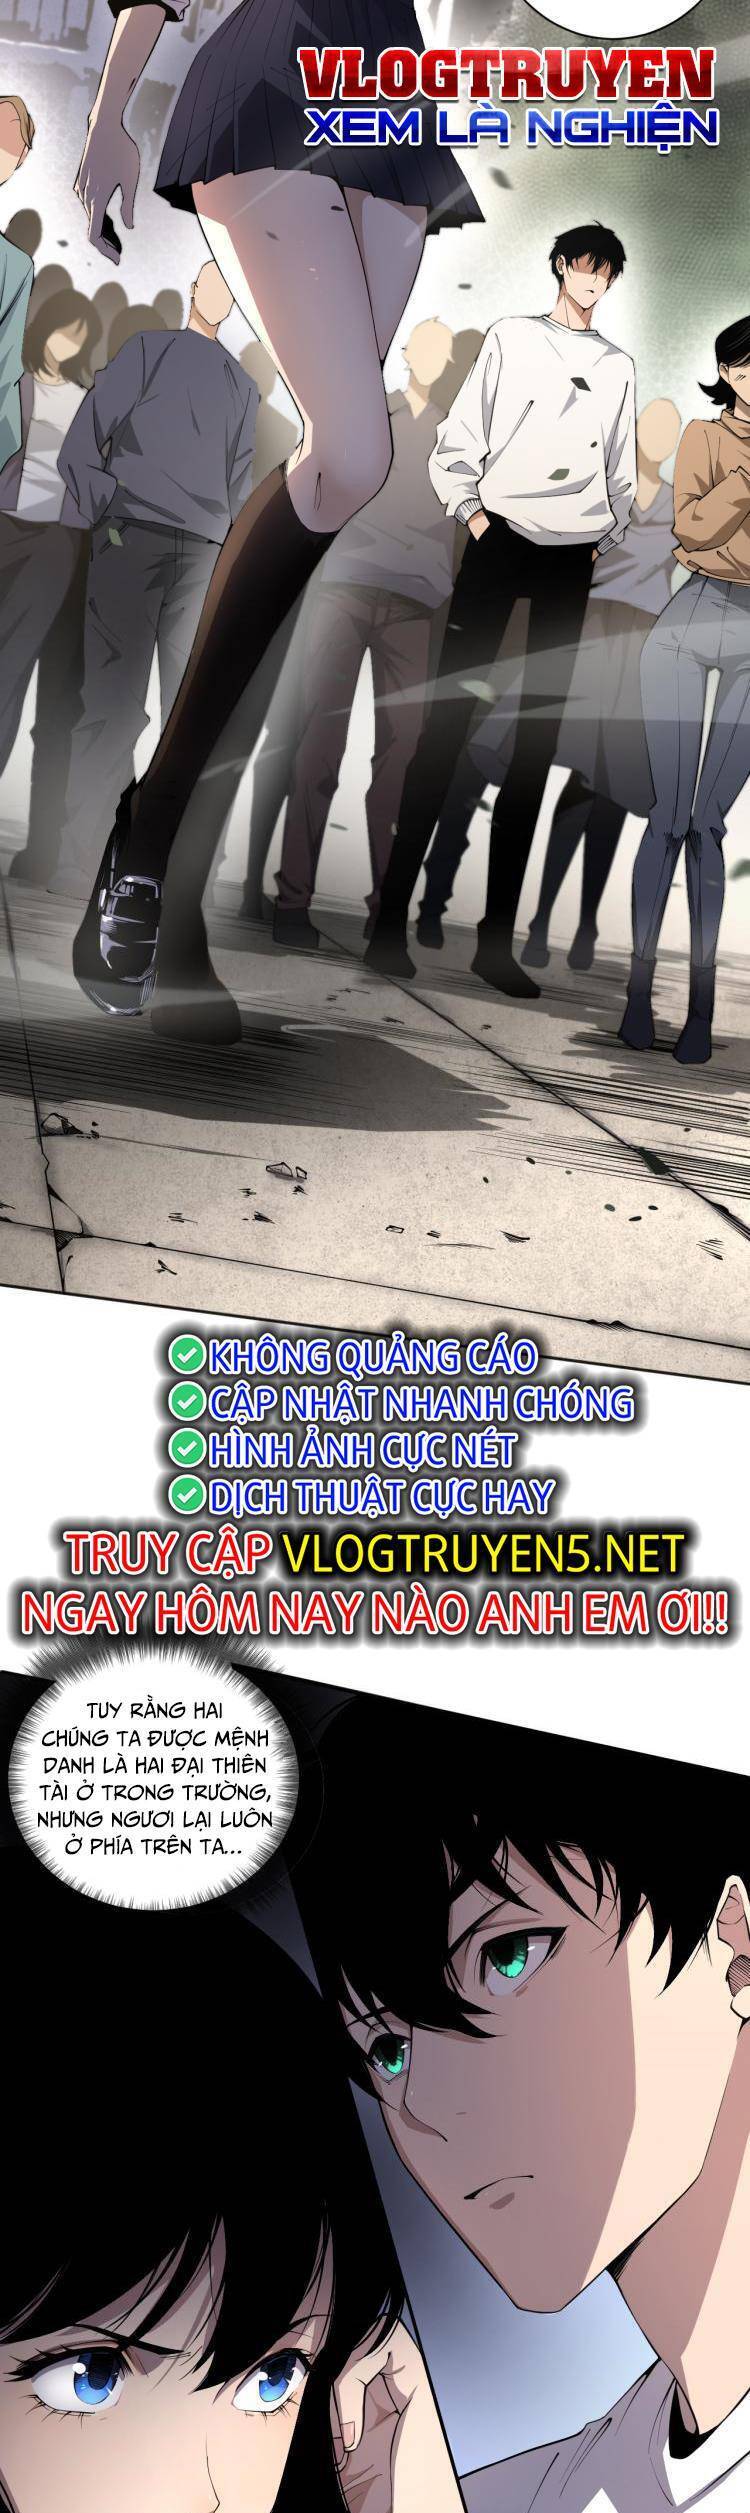 VLOGTRUYEN
XEM LÀ NGHIỆN
KHÔNG QUẢNG CÁO
CẬP NHẬT NHANH CHÓNG
HÌNH ẢNH CỰC NÉT
DỊCH THUẬT CỰC HAY
TRUY CẬP VLOGTRUYEN5.NET
NGAY HÔM NAY NÀO ANH EM ƠI!!
TUY RẰNG HAI
CHÚNG TA ĐƯỢC MỆNH
DANH LÀ HAI ĐẠI THIÊN
TÀI Ở TRONG TRƯỜNG,
NHƯNG NGƯƠI LẠI LUÔN
Ở PHÍA TRÊN TA...